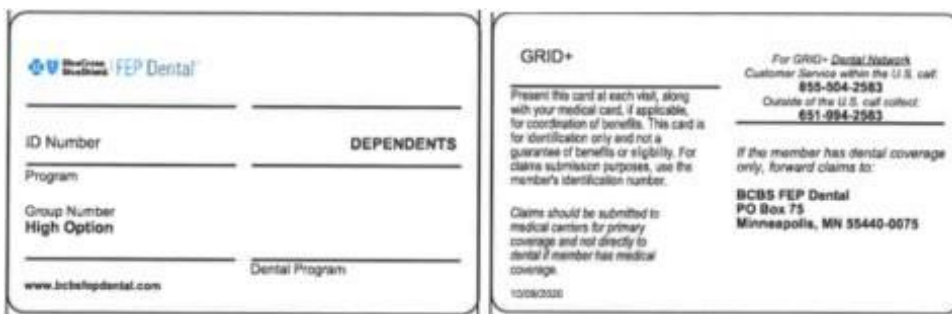 BlueCross
BlueShield
FEP Dental
ID Number
DEPENDENTS
Program
Group Number
High Option
Dental Program
www.bcbsfepdental.com
GRID+
Present this card at each visit, along
with your medical card, if applicable,
for coordination of benefits. This card is
for identification only and not a
guarantee of benefits or eligibility. For
claims submission purposes, use the
member's identification number.
Claims should be submitted to
medical carriers for primary
coverage and not directly to
dental if member has medical
coverage.
10/09/2020
For GRID+ Dental Network
Customer Service within the U.S. call:
855-504-2583
Outside of the U.S. call collect:
651-994-2583
If the member has dental coverage
only, forward claims to:
BCBS FEP Dental
PO Box 75
Minneapolis, MN 55440-0075